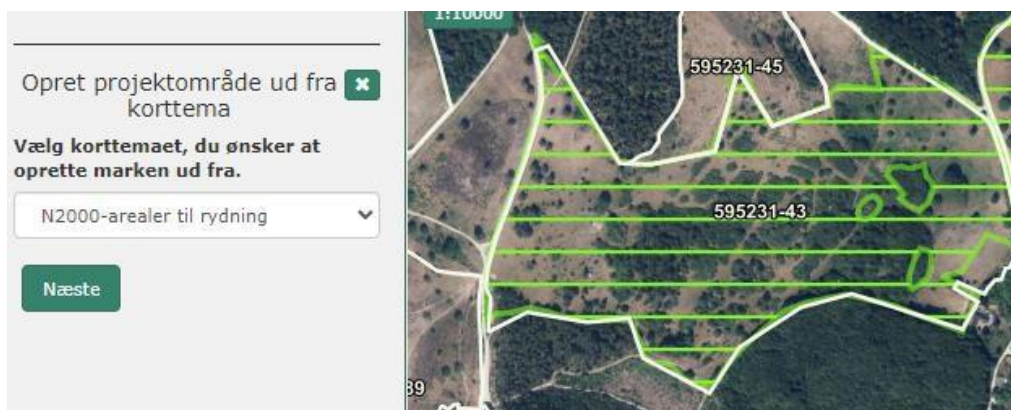 Opret projektområde ud fra
korttema
Vælg korttemaet, du ønsker at
oprette marken ud fra.
N2000-arealer til rydning
Næste
1:10000
595231-45
595231-43